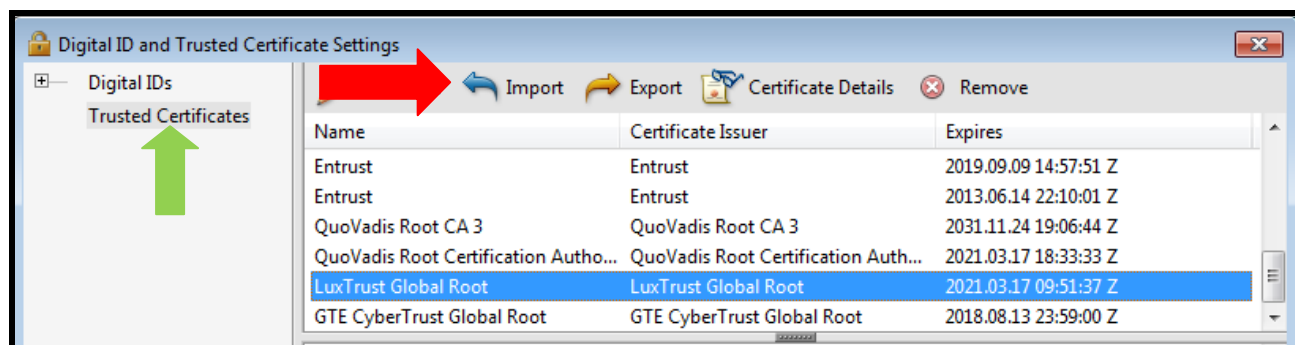 Digital ID and Trusted Certificate Settings
Digital IDs
Trusted Certificates
Import Export Certificate Details Remove
Name Certificate Issuer Expires
Entrust Entrust 2019.09.09 14:57:51 Z
Entrust Entrust 2013.06.14 22:10:01 Z
QuoVadis Root CA 3 QuoVadis Root CA 3 2031.11.24 19:06:44 Z
QuoVadis Root Certification Autho... QuoVadis Root Certification Auth... 2021.03.17 18:33:33 Z
LuxTrust Global Root LuxTrust Global Root 2021.03.17 09:51:37 Z
GTE CyberTrust Global Root GTE CyberTrust Global Root 2018.08.13 23:59:00 Z